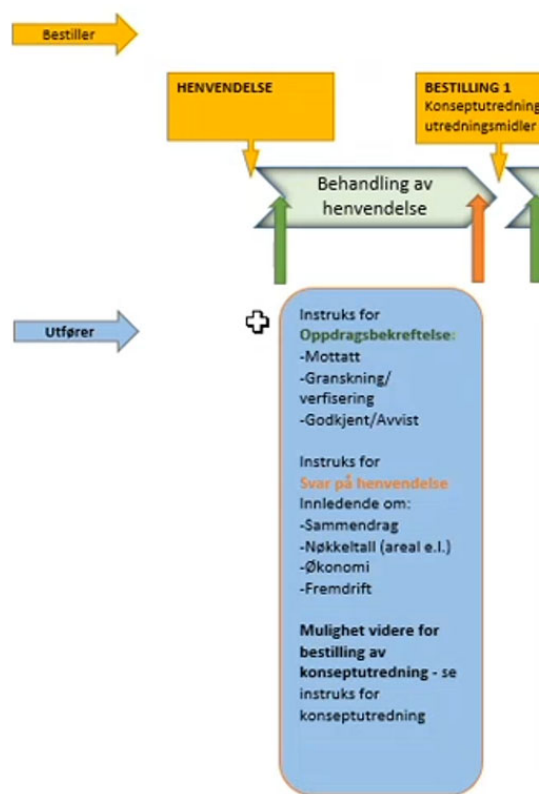 Bestiller
HENVENDELSE
BESTILLING 1
Konseptutredning
utredningsmidler
Behandling av
henvendelse
Utfører
Instruks for
Oppdragsbekreftelse:
-Mottatt
-Granskning/
verfisering
-Godkjent/Avvist
Instruks for
Svar på henvendelse
Innledende om:
-Sammendrag
-Nøkkeltall (areal e.l.)
-Økonomi
-Fremdrift
Mulighet videre for
bestilling av
konseptutredning - se
instruks for
konseptutredning